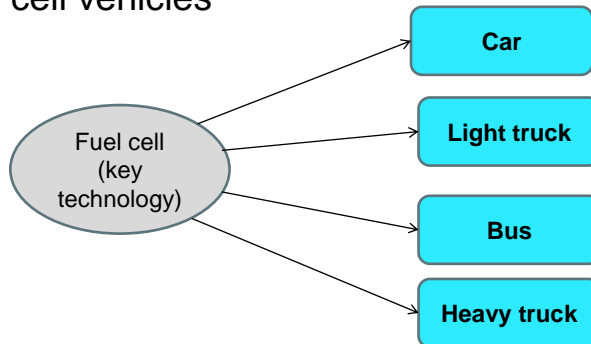 cell vehicles
Car
Fuel cell
(key
technology)
Light truck
Bus
Heavy truck